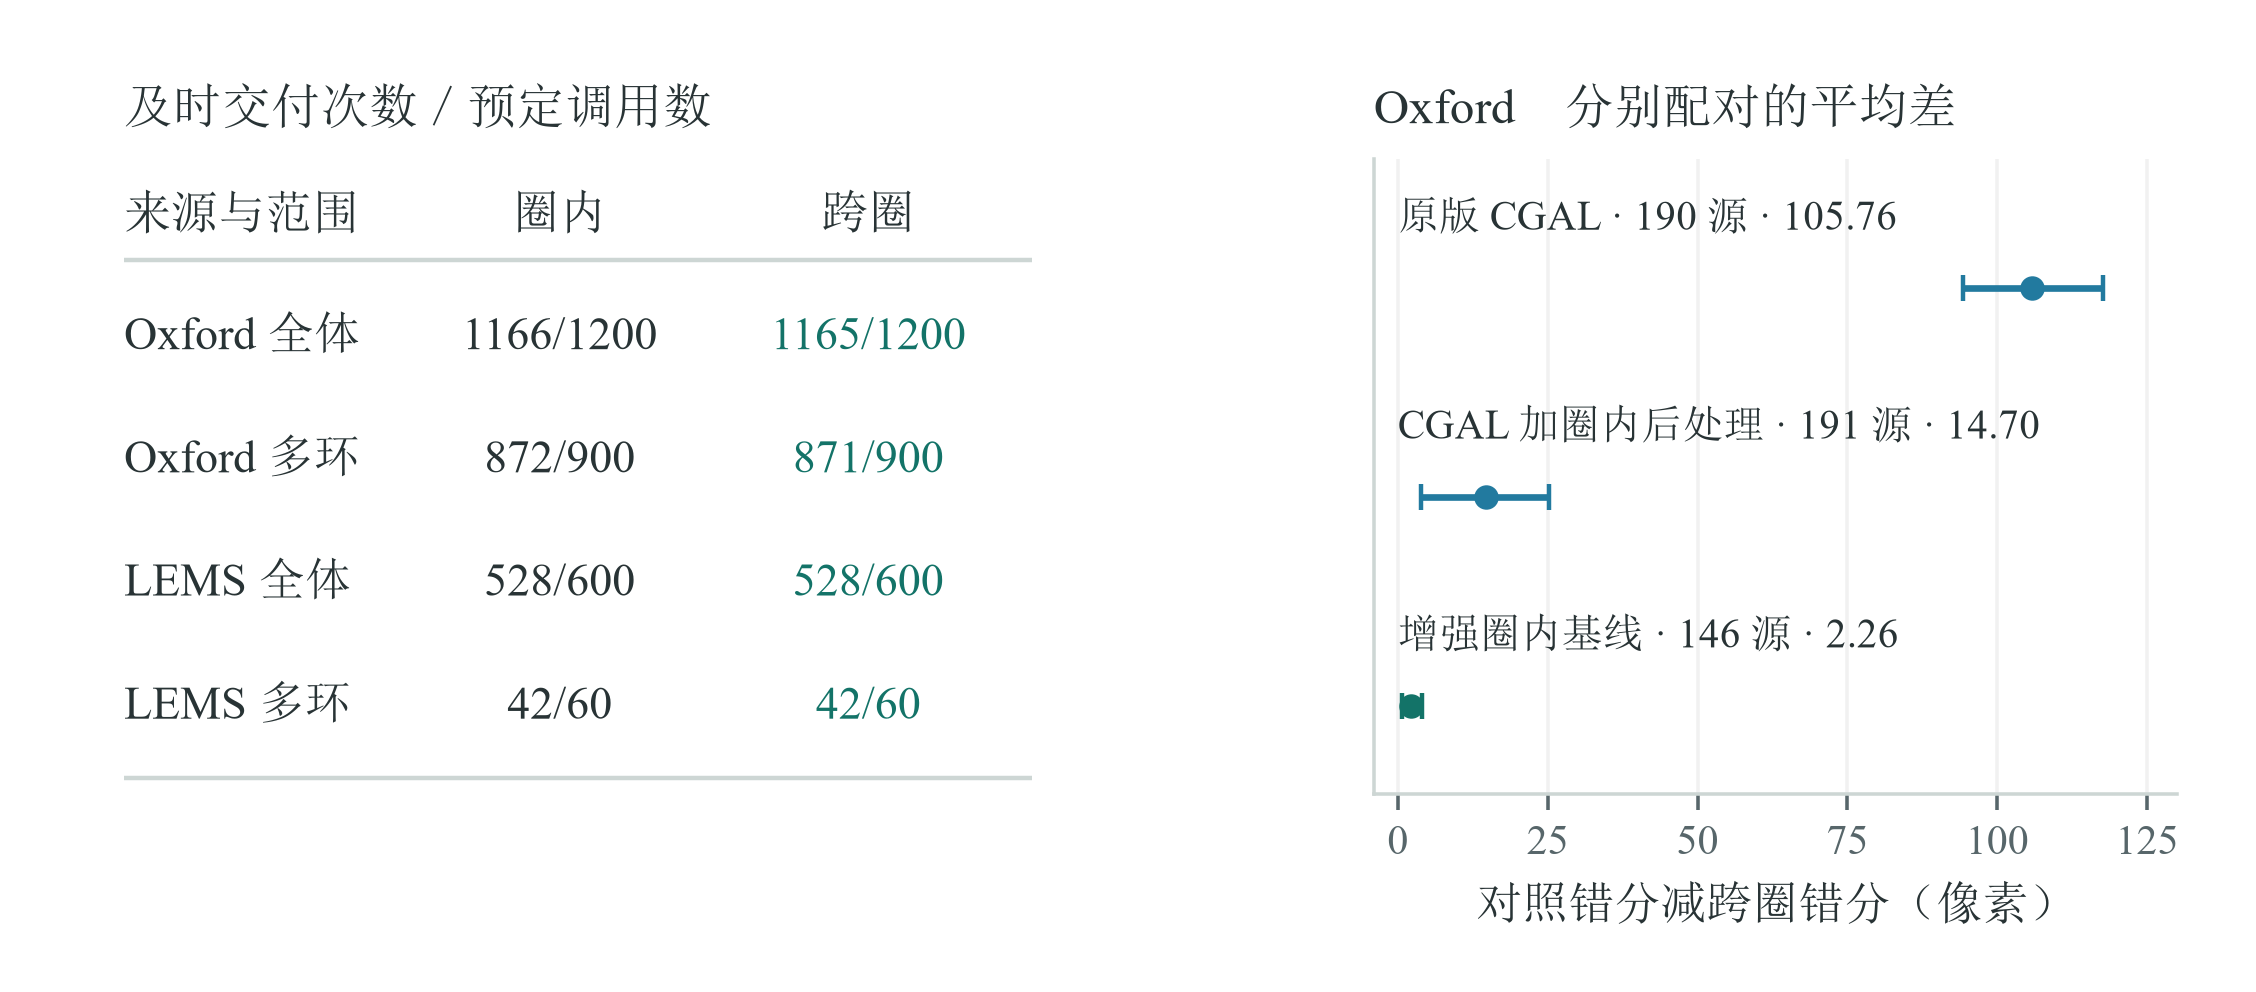 及时交付次数 / 预定调用数
来源与范围 圈内 跨圈
Oxford 全体 1166/1200 1165/1200
Oxford 多环 872/900 871/900
LEMS 全体 528/600 528/600
LEMS 多环 42/60 42/60
Oxford 分别配对的平均差
原版 CGAL · 190 源 · 105.76
CGAL 加圈内后处理 · 191 源 · 14.70
增强圈内基线 · 146 源 · 2.26
0 25 50 75 100 125
对照错分减跨圈错分（像素）